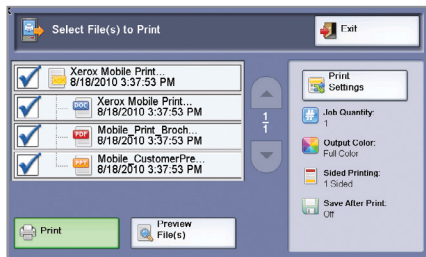 Select File(s) to Print
Exit
Xerox Mobile Print...
8/18/2010 3:37:53 PM
DOC
Xerox Mobile Print...
8/18/2010 3:37:53 PM
PDF
Mobile_Print_Broch...
8/18/2010 3:37:53 PM
PPT
Mobile_CustomerPre...
8/18/2010 3:37:53 PM
1
1
Print
Settings
Job Quantity:
1
Output Color:
Full Color
Sided Printing:
1 Sided
Save After Print:
Off
Print
Preview
File(s)